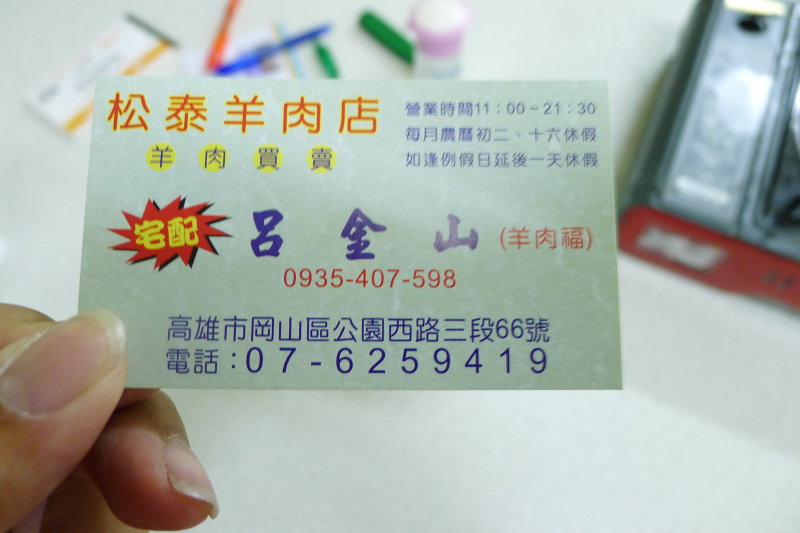 松泰羊肉店
羊肉買賣
營業時間11：00~21：30
每月農曆初二、十六休假
如逢例假日延後一天休假
宅配
呂金山(羊肉福)
0935-407-598
高雄市岡山區公園西路三段66號
電話：07-6259419